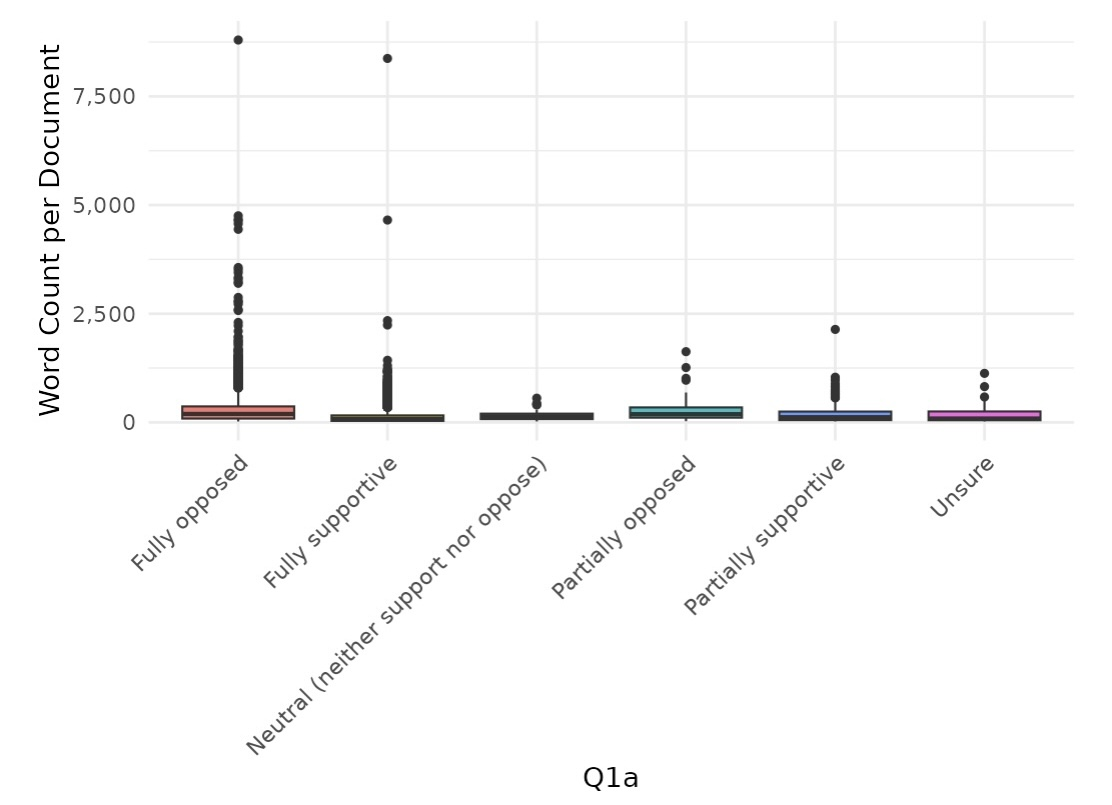 Word Count per Document
7,500
5,000
2,500
0
Fully opposed
Fully supportive
Neutral (neither support nor oppose)
Partially opposed
Partially supportive
Unsure
Q1a